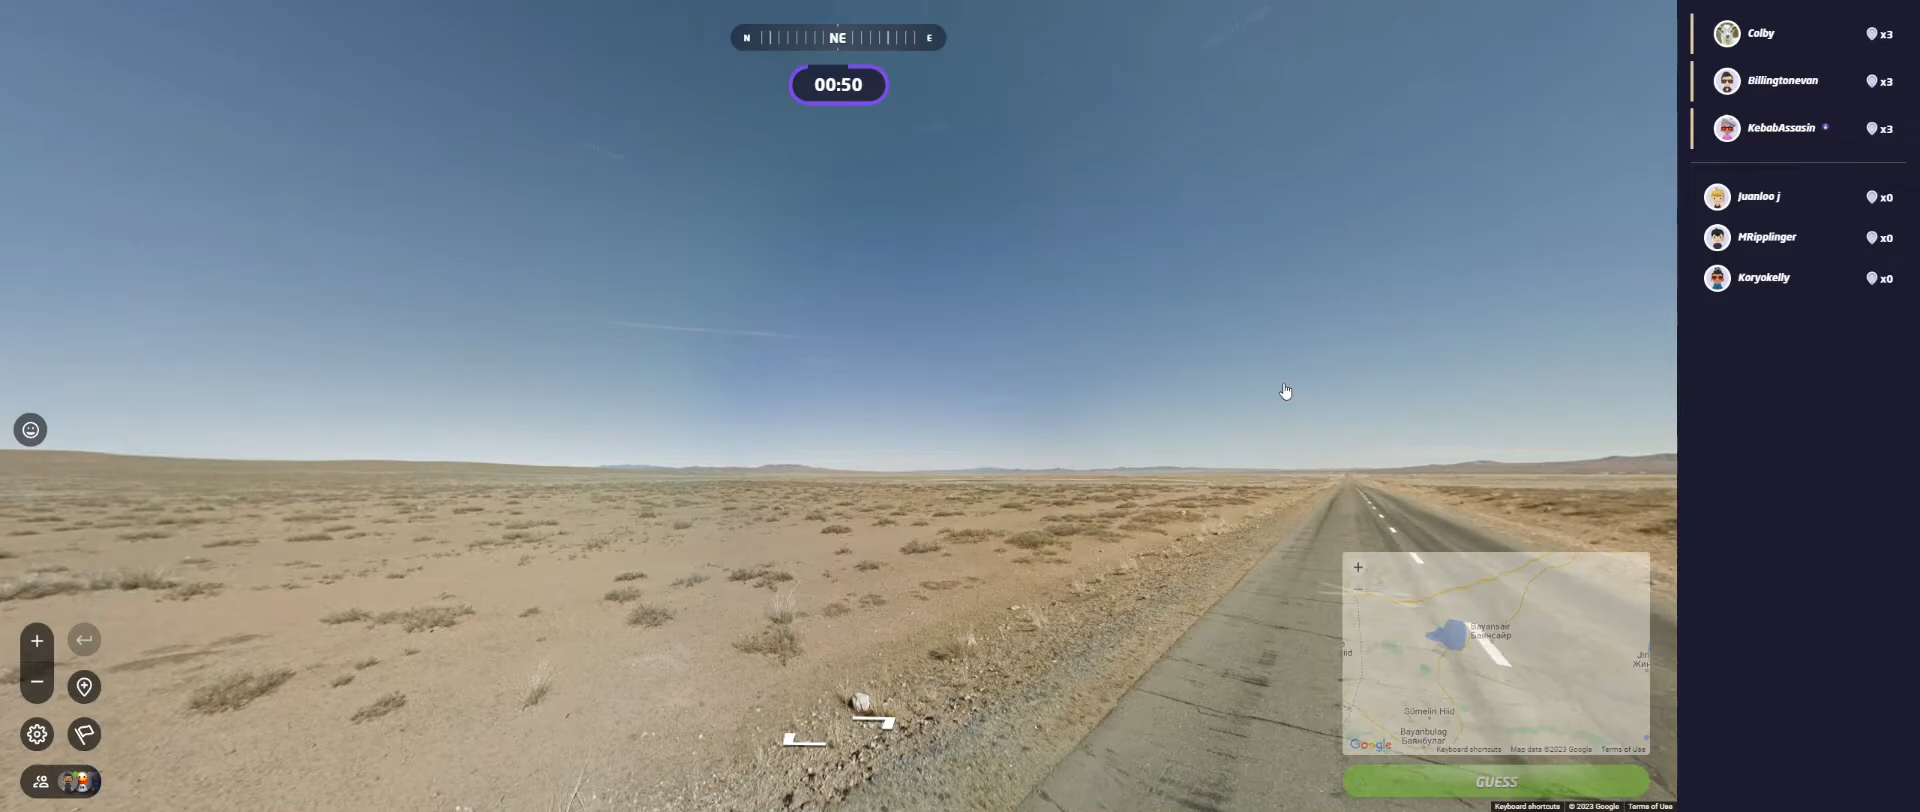 N NE E
00:50
Colby x3
Billingtonevan x3
KebabAssasin x3
Juanloo j x0
MRipplinger x0
Koryokelly x0
+
−
+
−
Bayansair
Баянсайр
Sümeiin Hiid
Bayanbulag
Баянбулаг
Google
Keyboard shortcuts Map data ©2023 Google Terms of Use
GUESS
Keyboard shortcuts © 2023 Google Terms of Use